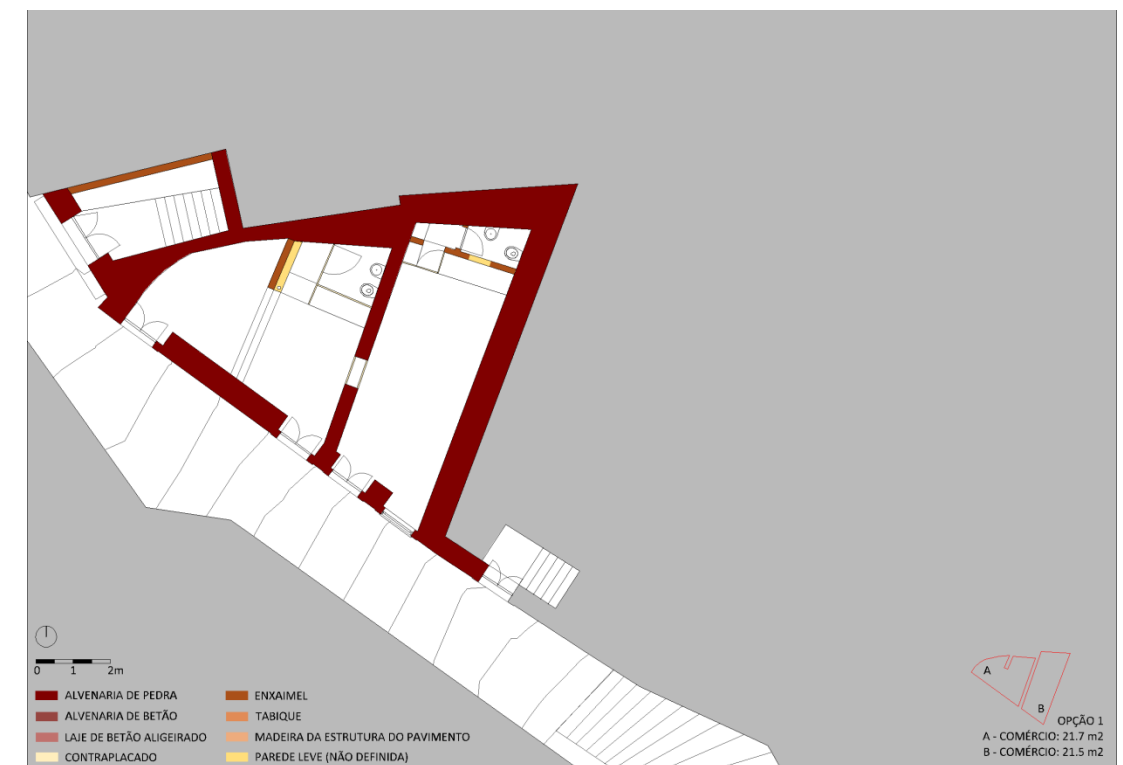 0 1 2m
ALVENARIA DE PEDRA
ALVENARIA DE BETÃO
LAJE DE BETÃO ALIGEIRADO
CONTRAPLACADO
ENXAIMEL
TABIQUE
MADEIRA DA ESTRUTURA DO PAVIMENTO
PAREDE LEVE (NÃO DEFINIDA)
A
B
OPÇÃO 1
A - COMÉRCIO: 21.7 m2
B - COMÉRCIO: 21.5 m2